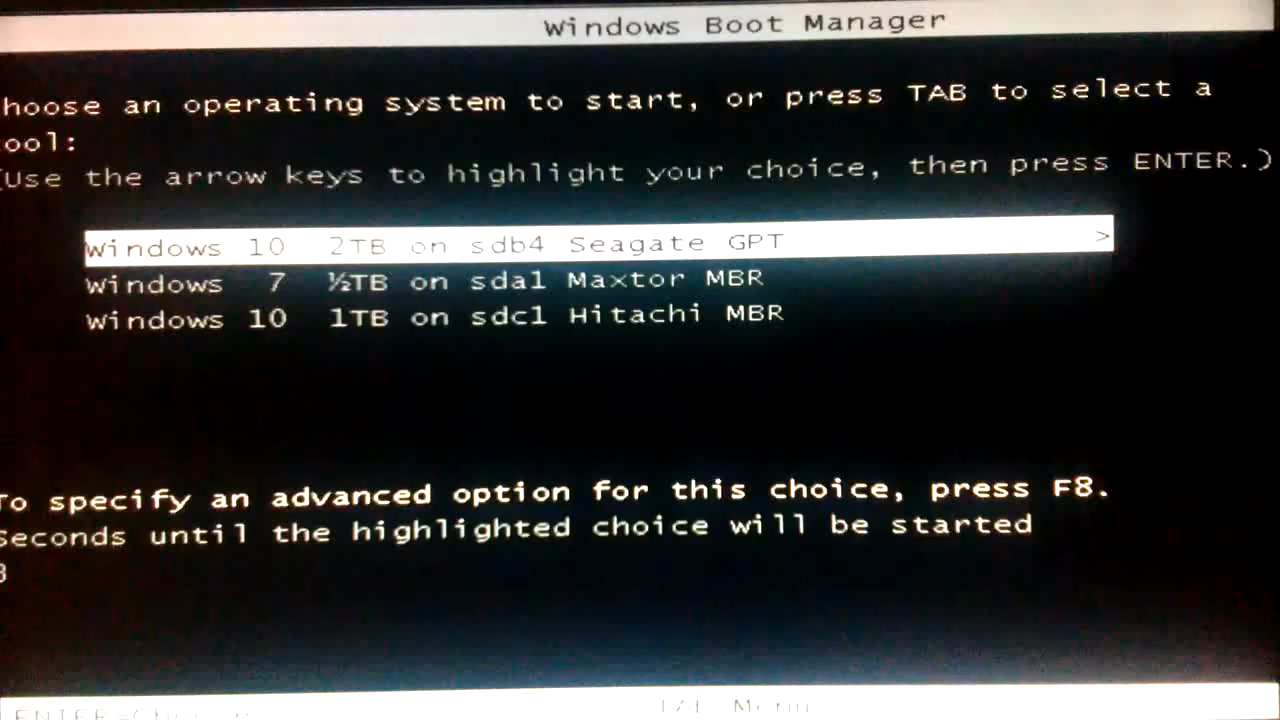 Windows Boot Manager
hoose an operating system to start, or press TAB to select a
ool:
(Use the arrow keys to highlight your choice, then press ENTER.)
Windows 10 2TB on sdb4 Seagate GPT >
Windows 7 ½TB on sda1 Maxtor MBR
Windows 10 1TB on sdc1 Hitachi MBR
To specify an advanced option for this choice, press F8.
Seconds until the highlighted choice will be started